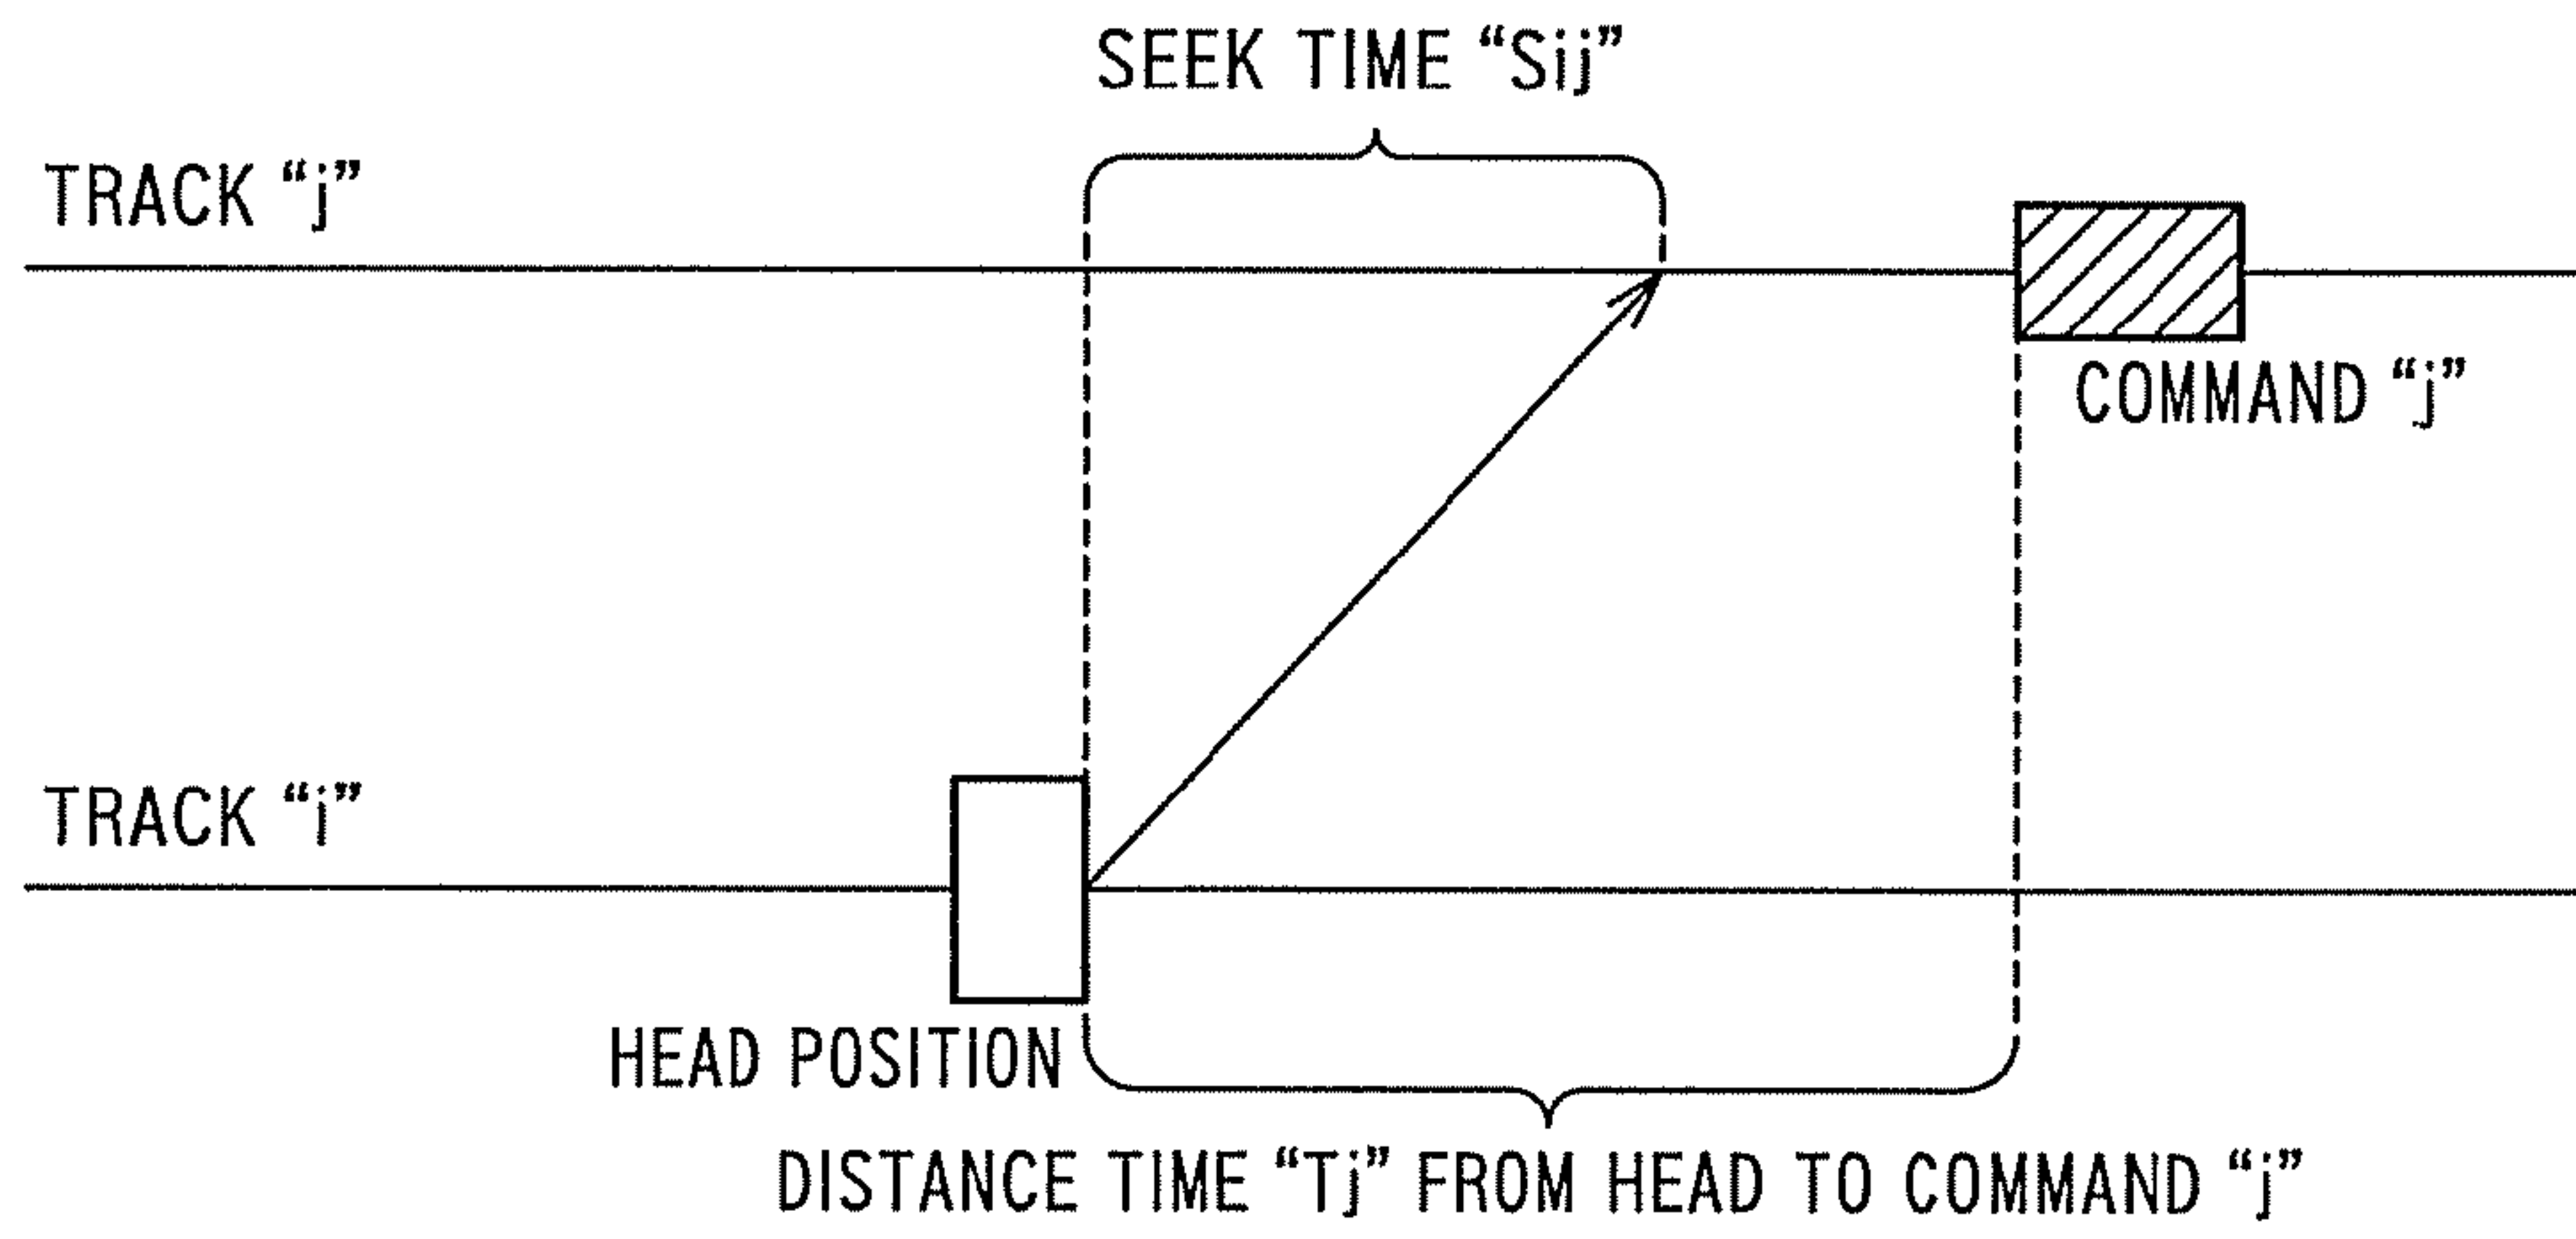 SEEK TIME “Sij”
TRACK “j”
COMMAND “j”
TRACK “i”
HEAD POSITION
DISTANCE TIME “Tj” FROM HEAD TO COMMAND “j”